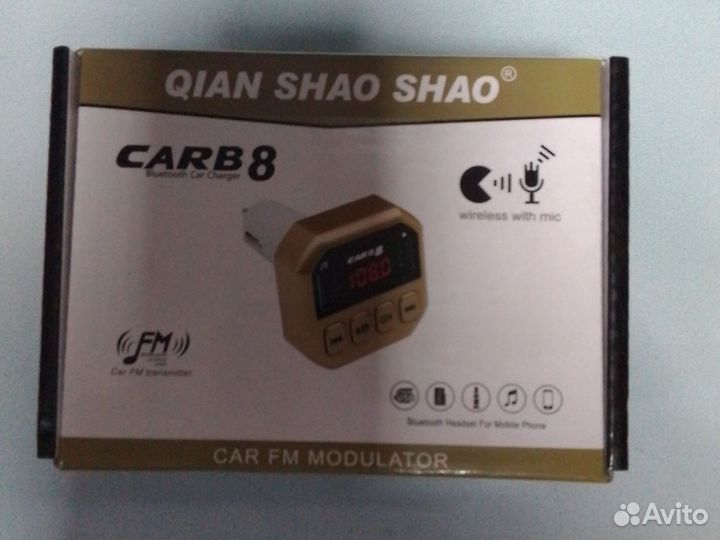 QIAN SHAO SHAO®
CARB8
Bluetooth Car Charger
wireless with mic
CARB8
108.0
FM
Car FM transmitter
Bluetooth Headset For Mobile Phone
CAR FM MODULATOR
Avito